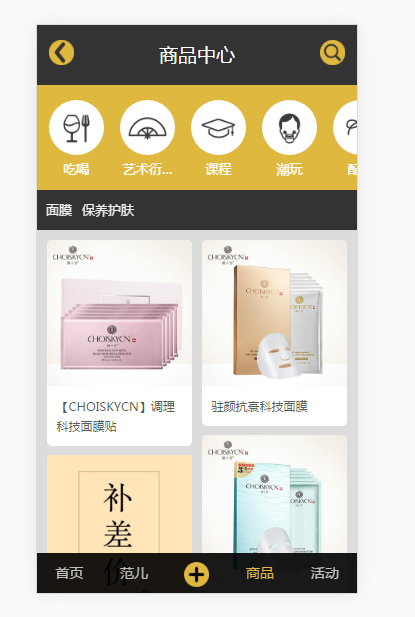 商品中心
吃喝
艺术衍...
课程
潮玩
面膜 保养护肤
CHOISKYCN
CHOISKYCN
【CHOISKYCN】调理
科技面膜贴
CHOISKYCN
CHOISKYCN
驻颜抗衰科技面膜
补
差
价
CHOISKYCN
CHOISKYCN
首页
范儿
商品
活动